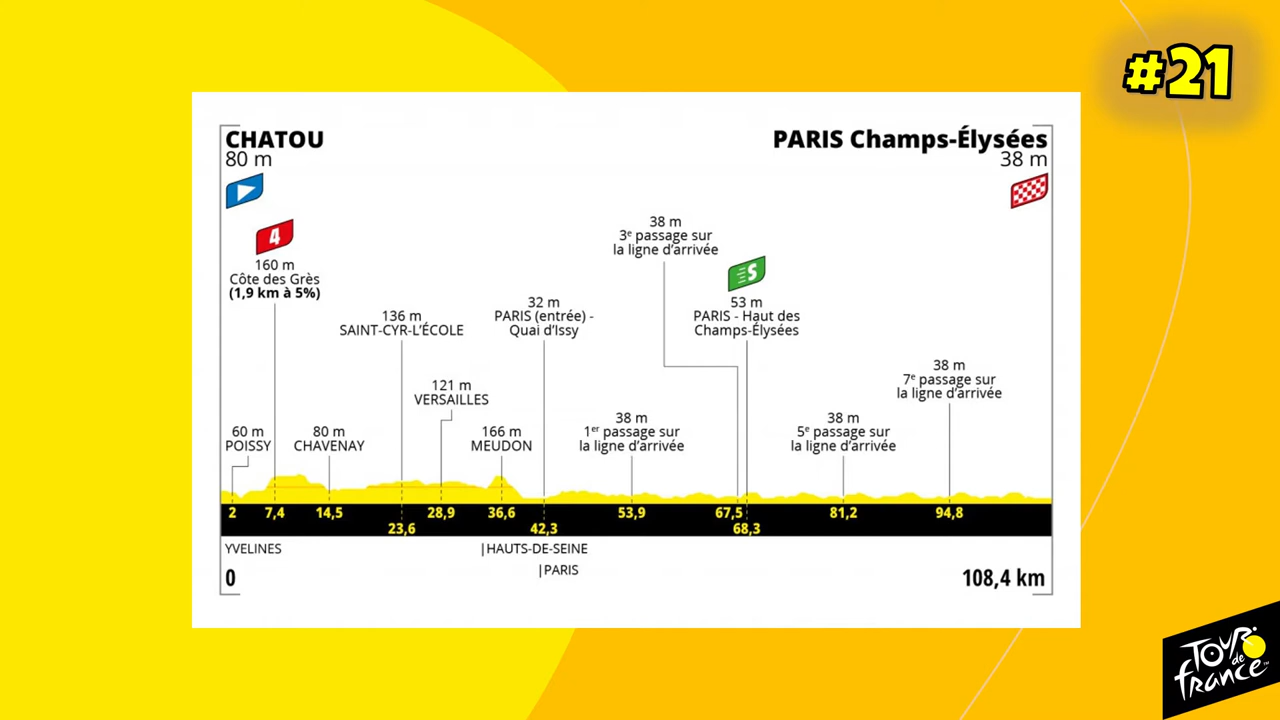 #21
CHATOU
80 m
PARIS Champs-Élysées
38 m
4
160 m
Côte des Grès
(1,9 km à 5%)
38 m
3e passage sur
la ligne d'arrivée
S
53 m
PARIS - Haut des
Champs-Élysées
136 m
SAINT-CYR-L'ÉCOLE
32 m
PARIS (entrée) -
Quai d'Issy
121 m
VERSAILLES
38 m
7e passage sur
la ligne d'arrivée
60 m
POISSY
80 m
CHAVENAY
166 m
MEUDON
38 m
1er passage sur
la ligne d'arrivée
38 m
5e passage sur
la ligne d'arrivée
2 7,4 14,5 28,9 36,6 53,9 67,5 81,2 94,8
23,6 42,3 68,3
YVELINES |HAUTS-DE-SEINE
|PARIS
0 108,4 km
TOUR
de
france™